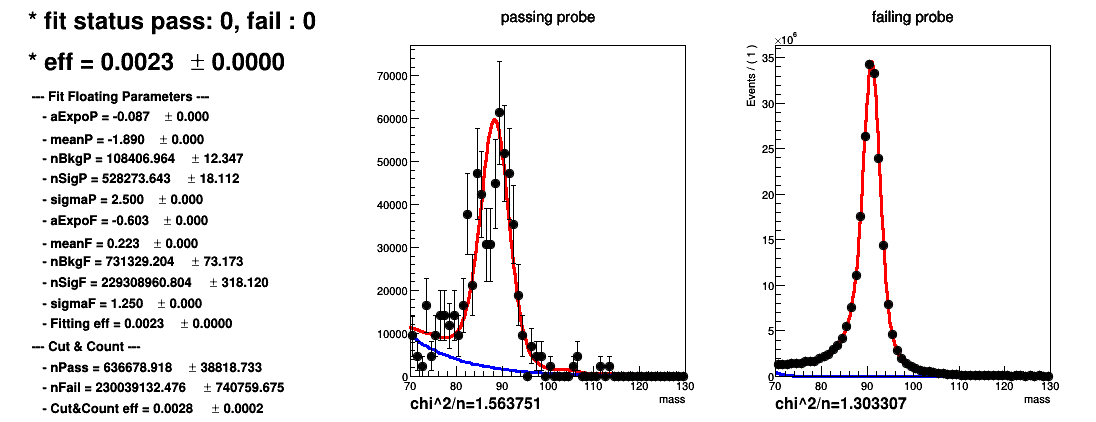 * fit status pass: 0, fail : 0
* eff = 0.0023 ± 0.0000
--- Fit Floating Parameters ---
- aExpoP = -0.087 ± 0.000
- meanP = -1.890 ± 0.000
- nBkgP = 108406.964 ± 12.347
- nSigP = 528273.643 ± 18.112
- sigmaP = 2.500 ± 0.000
- aExpoF = -0.603 ± 0.000
- meanF = 0.223 ± 0.000
- nBkgF = 731329.204 ± 73.173
- nSigF = 229308960.804 ± 318.120
- sigmaF = 1.250 ± 0.000
- Fitting eff = 0.0023 ± 0.0000
--- Cut & Count ---
- nPass = 636678.918 ± 38818.733
- nFail = 230039132.476 ± 740759.675
- Cut&Count eff = 0.0028 ± 0.0002
passing probe
70000
60000
50000
40000
30000
20000
10000
0
70 80 90 100 110 120 130
mass
chi^2/n=1.563751
failing probe
×10^6
Events / ( 1 )
35
30
25
20
15
10
5
0
70 80 90 100 110 120 130
mass
chi^2/n=1.303307